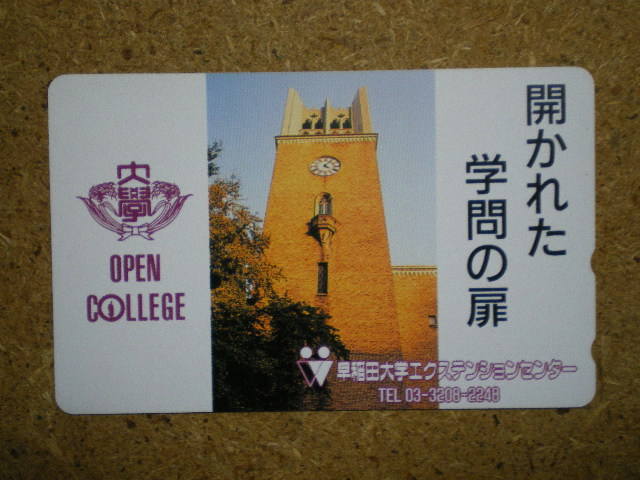 大學
OPEN
COLLEGE
開かれた
学問の扉
早稲田大学エクステンションセンター
TEL 03-3208-2248